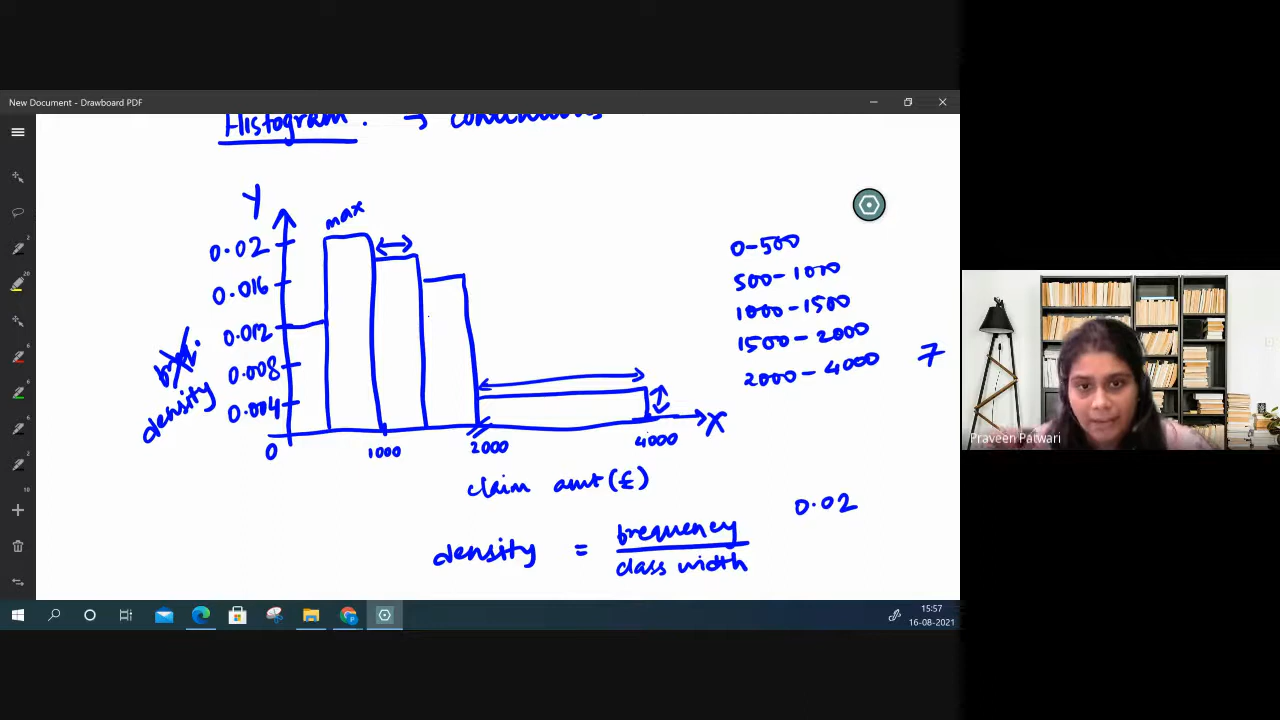 New Document - Drawboard PDF
Histogram. → continuous
Y
max
0.02
0.016
0.012
0.008
0.004
density
0
1000
2000
4000
X
claim amt (£)
0-500
500-1000
1000-1500
1500-2000
2000-4000
7
density = frequency
class width
0.02
Praveen Patwari
15:57
16-08-2021